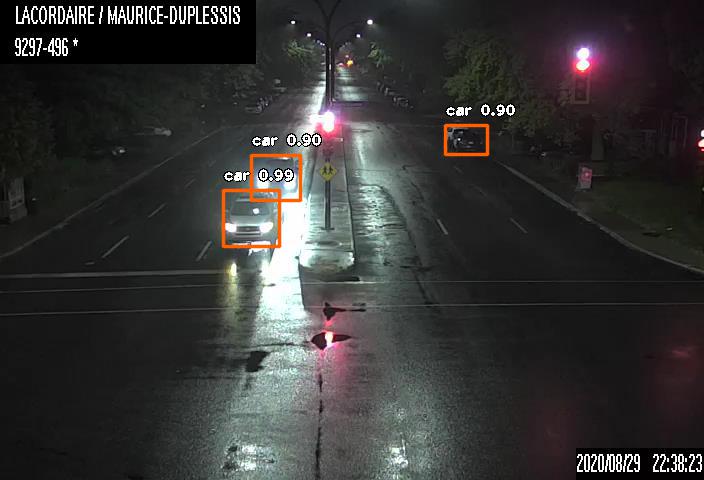 LACORDAIRE / MAURICE-DUPLESSIS
9297-496 *
car 0.90
car 0.90
car 0.99
2020/08/29 22:38:23